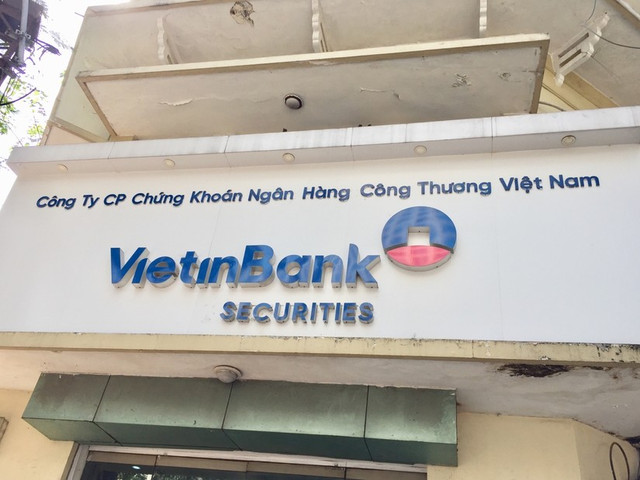 Công Ty CP Chứng Khoán Ngân Hàng Công Thương Việt Nam
VietinBank
SECURITIES